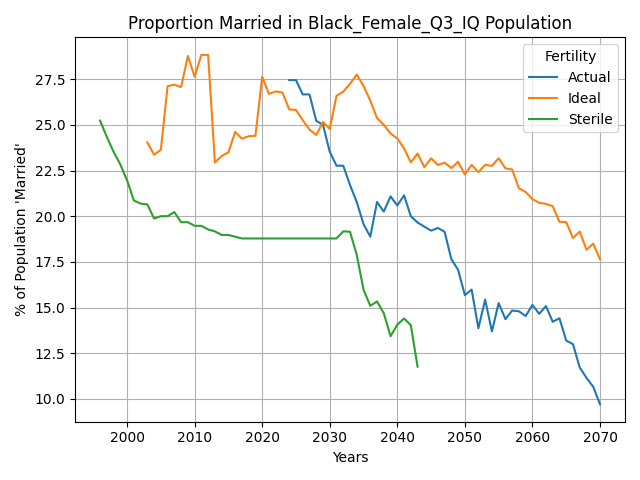 Proportion Married in Black_Female_Q3_IQ Population
% of Population 'Married'
27.5
25.0
22.5
20.0
17.5
15.0
12.5
10.0
Fertility
Actual
Ideal
Sterile
2000 2010 2020 2030 2040 2050 2060 2070
Years